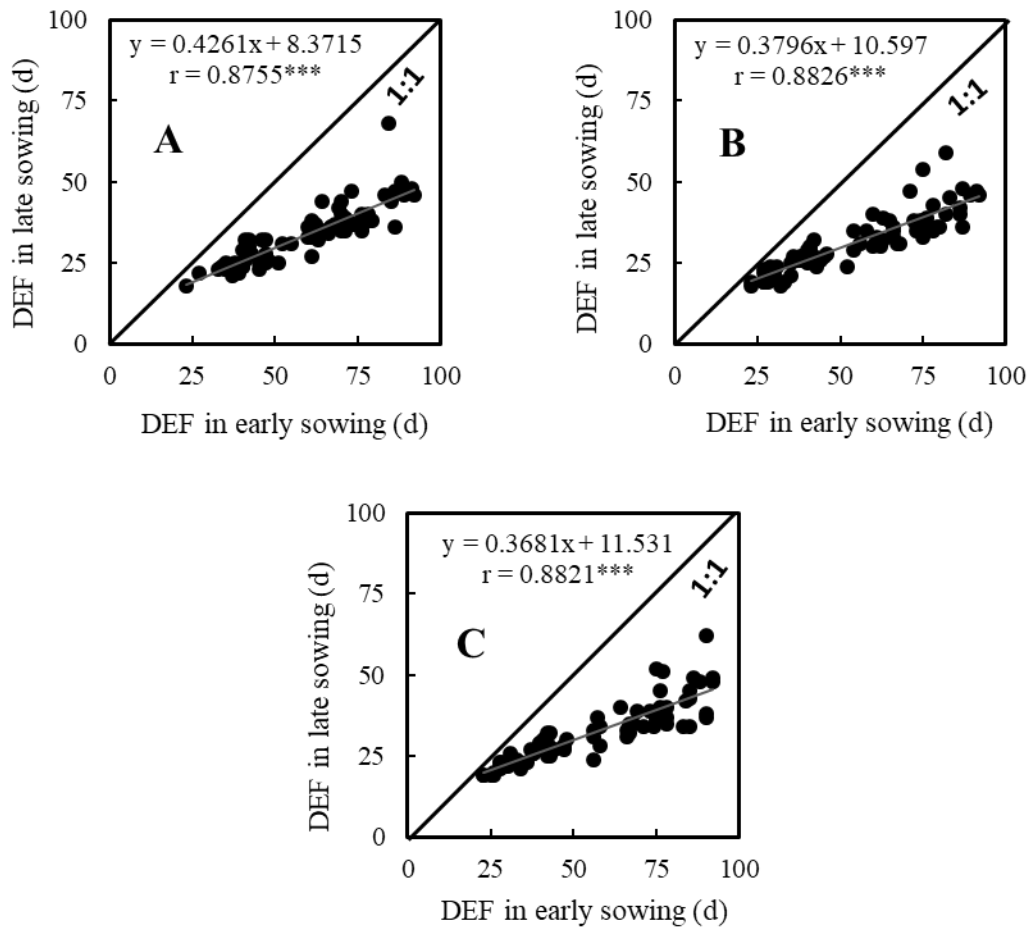 100
y = 0.4261x + 8.3715
r = 0.8755***
1:1
75
A
50
25
0
0 25 50 75 100
DEF in late sowing (d)
DEF in early sowing (d)
100
y = 0.3796x + 10.597
r = 0.8826***
1:1
75
B
50
25
0
0 25 50 75 100
DEF in late sowing (d)
DEF in early sowing (d)
100
y = 0.3681x + 11.531
r = 0.8821***
1:1
75
C
50
25
0
0 25 50 75 100
DEF in late sowing (d)
DEF in early sowing (d)